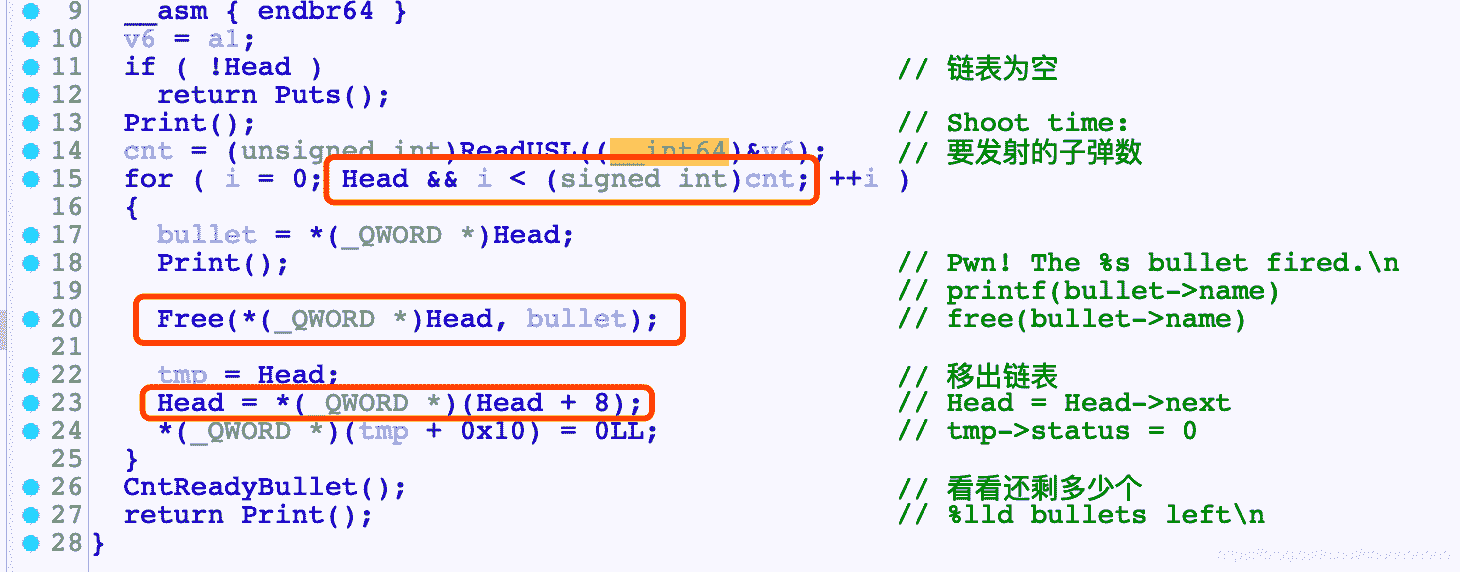 9 __asm { endbr64 }
10 v6 = a1;
11 if ( !Head ) // 链表为空
12 return Puts();
13 Print(); // Shoot time:
14 cnt = (unsigned int)ReadUSL((__int64)&v6); // 要发射的子弹数
15 for ( i = 0; Head && i < (signed int)cnt; ++i )
16 {
17 bullet = *(_QWORD *)Head;
18 Print(); // Pwn! The %s bullet fired.\n
19 // printf(bullet->name)
20 Free(*(_QWORD *)Head, bullet); // free(bullet->name)
21
22 tmp = Head; // 移出链表
23 Head = *(_QWORD *)(Head + 8); // Head = Head->next
24 *(_QWORD *)(tmp + 0x10) = 0LL; // tmp->status = 0
25 }
26 CntReadyBullet(); // 看看还剩多少个
27 return Print(); // %lld bullets left\n
28 }